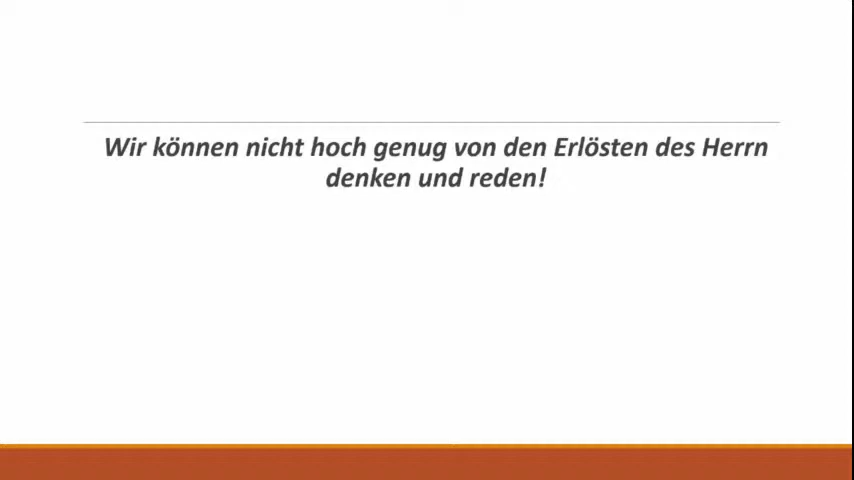 Wir können nicht hoch genug von den Erlösten des Herrn
denken und reden!